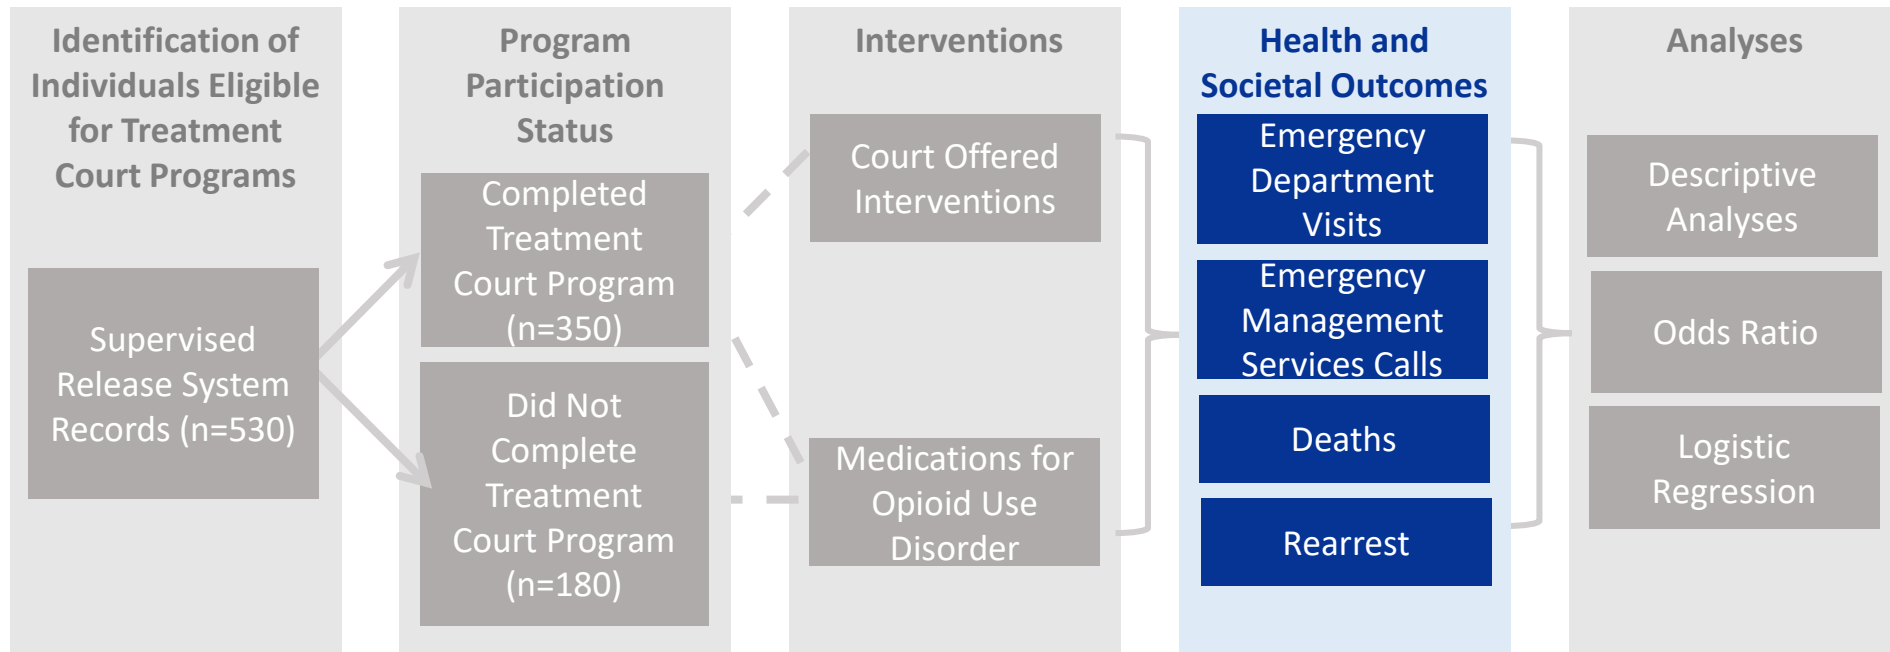 Identification of
Individuals Eligible
for Treatment
Court Programs
Supervised
Release System
Records (n=530)
Program
Participation
Status
Completed
Treatment
Court Program
(n=350)
Did Not
Complete
Treatment
Court Program
(n=180)
Interventions
Court Offered
Interventions
Medications for
Opioid Use
Disorder
Health and
Societal Outcomes
Emergency
Department
Visits
Emergency
Management
Services Calls
Deaths
Rearrest
Analyses
Descriptive
Analyses
Odds Ratio
Logistic
Regression